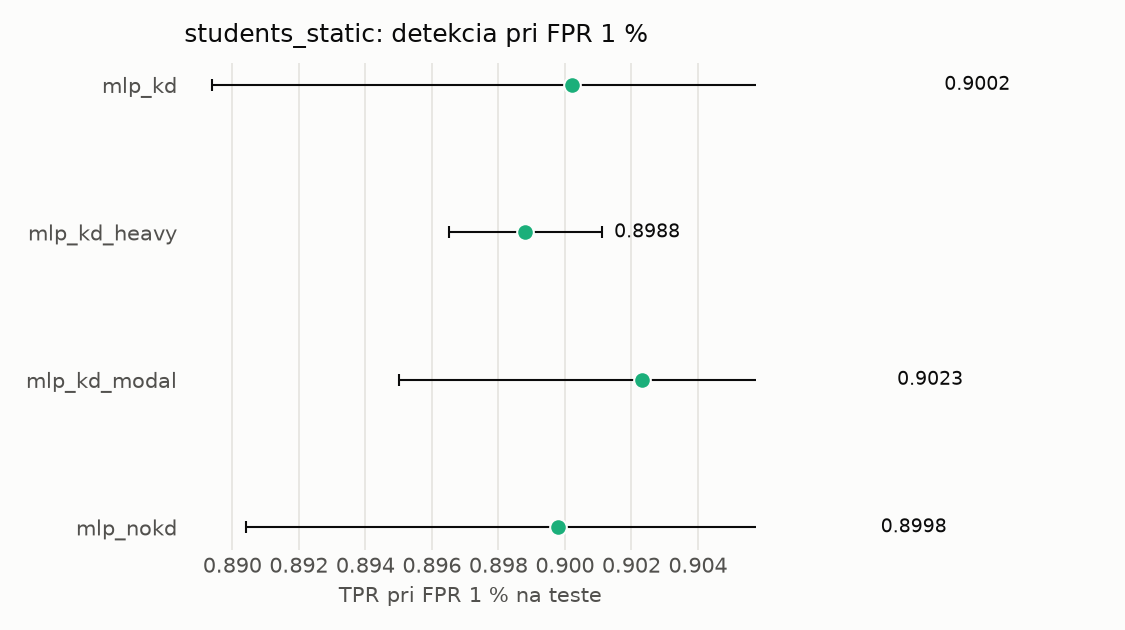 students_static: detekcia pri FPR 1 %
mlp_kd
0.9002
mlp_kd_heavy
0.8988
mlp_kd_modal
0.9023
mlp_nokd
0.8998
0.890 0.892 0.894 0.896 0.898 0.900 0.902 0.904
TPR pri FPR 1 % na teste